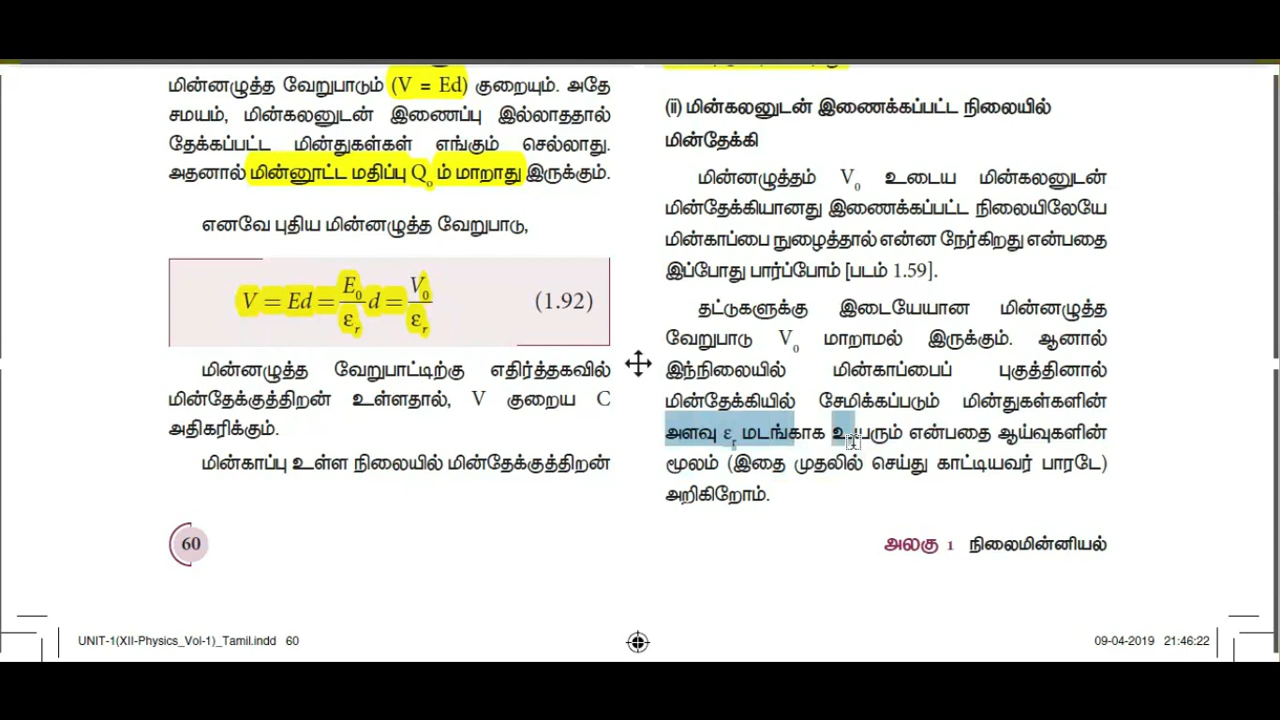 மின்னழுத்த வேறுபாடும் (V = Ed) குறையும். அதே
சமயம், மின்கலனுடன் இணைப்பு இல்லாததால்
தேக்கப்பட்ட மின்துகள்கள் எங்கும் செல்லாது.
அதனால் மின்னூட்ட மதிப்பு Q₀ ம் மாறாது இருக்கும்.
எனவே புதிய மின்னழுத்த வேறுபாடு,
V = Ed = E₀/εᵣ d = V₀/εᵣ (1.92)
மின்னழுத்த வேறுபாட்டிற்கு எதிர்த்தகவில்
மின்தேக்குத்திறன் உள்ளதால், V குறைய C
அதிகரிக்கும்.
மின்காப்பு உள்ள நிலையில் மின்தேக்குத்திறன்
(ii) மின்கலனுடன் இணைக்கப்பட்ட நிலையில்
மின்தேக்கி
மின்னழுத்தம் V₀ உடைய மின்கலனுடன்
மின்தேக்கியானது இணைக்கப்பட்ட நிலையிலேயே
மின்காப்பை நுழைத்தால் என்ன நேர்கிறது என்பதை
இப்போது பார்ப்போம் [படம் 1.59].
தட்டுகளுக்கு இடையேயான மின்னழுத்த
வேறுபாடு V₀ மாறாமல் இருக்கும். ஆனால்
இந்நிலையில் மின்காப்பைப் புகுத்தினால்
மின்தேக்கியில் சேமிக்கப்படும் மின்துகள்களின்
அளவு εᵣ மடங்காக உயரும் என்பதை ஆய்வுகளின்
மூலம் (இதை முதலில் செய்து காட்டியவர் பாரடே)
அறிகிறோம்.
60
அலகு 1 நிலைமின்னியல்
UNIT-1(XII-Physics_Vol-1)_Tamil.indd 60
09-04-2019 21:46:22